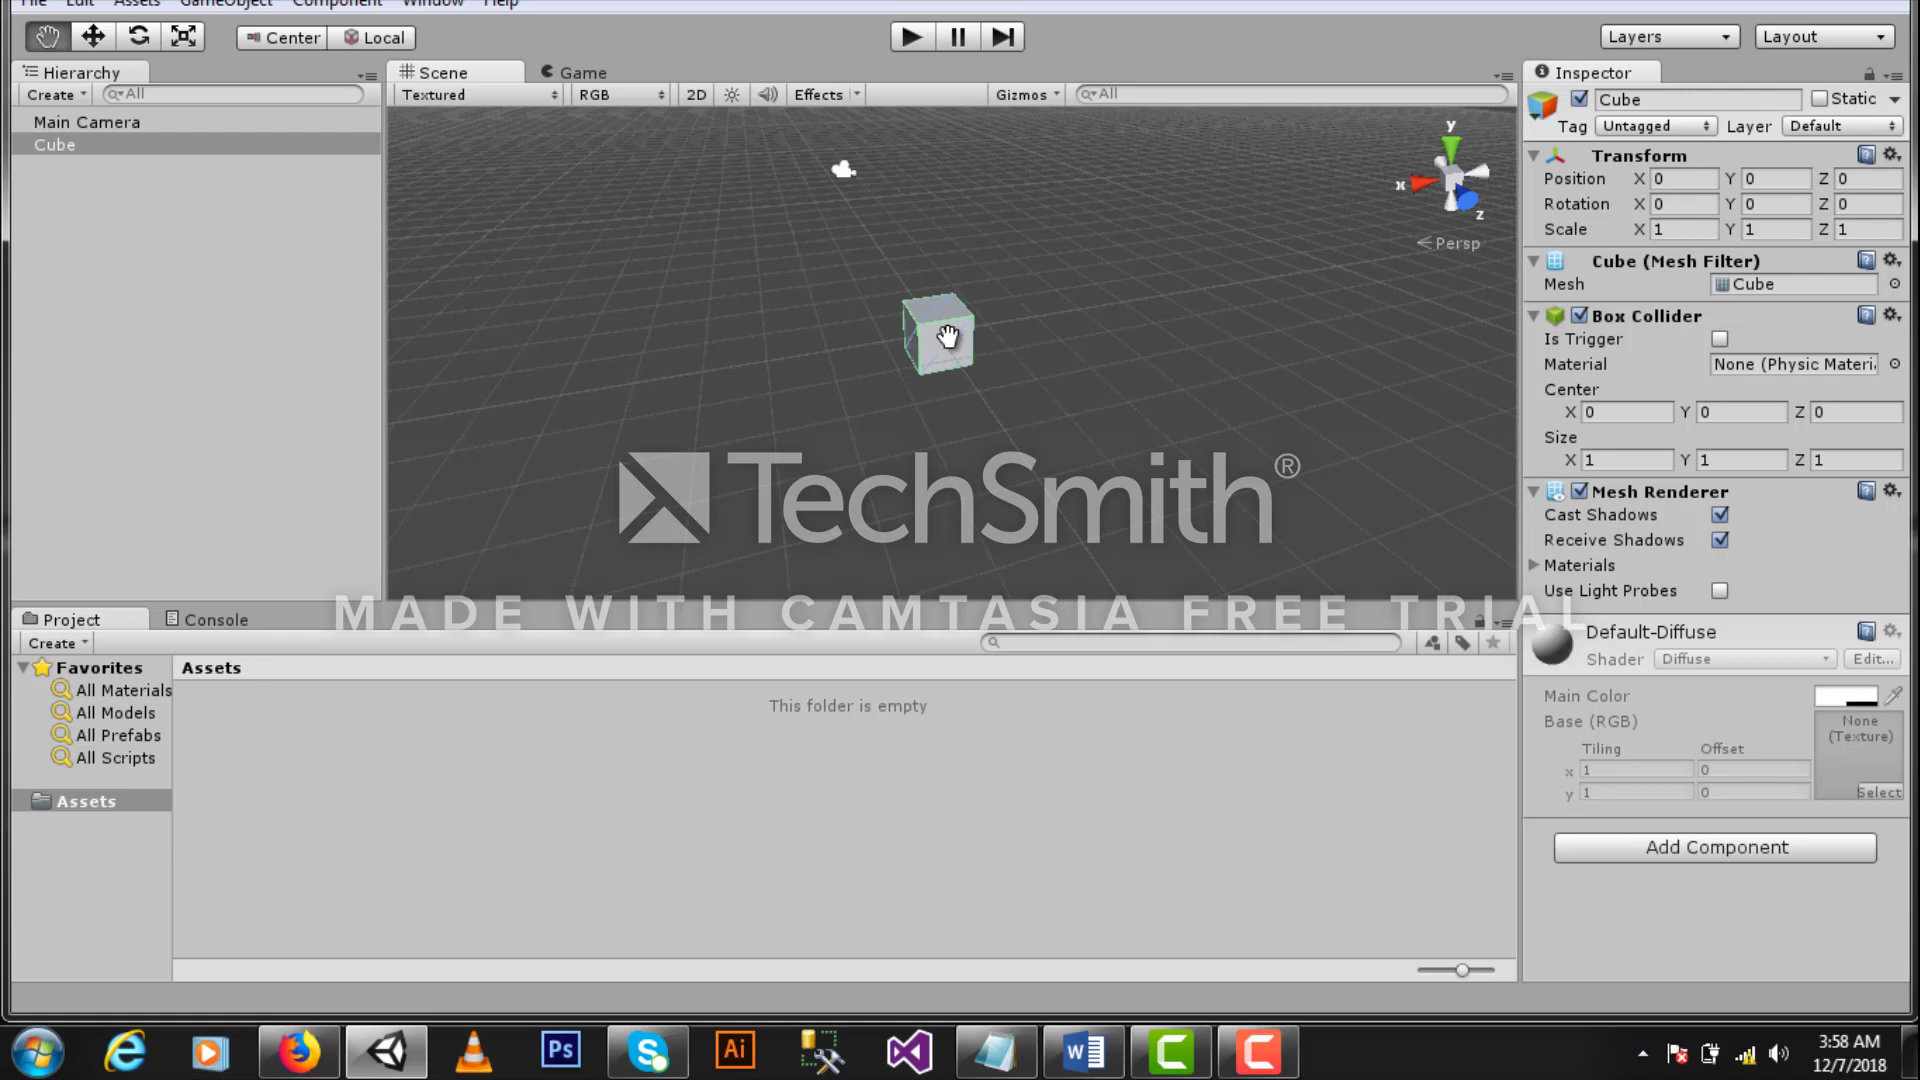 File Edit Assets GameObject Component Window Help
Center Local
Layers Layout
Hierarchy
Create All
Main Camera
Cube
Scene Game
Textured RGB 2D Effects Gizmos All
y
x
z
Persp
Inspector
Cube Static
Tag Untagged Layer Default
Transform
Position X 0 Y 0 Z 0
Rotation X 0 Y 0 Z 0
Scale X 1 Y 1 Z 1
Cube (Mesh Filter)
Mesh Cube
Box Collider
Is Trigger
Material None (Physic Materi
Center
X 0 Y 0 Z 0
Size
X 1 Y 1 Z 1
Mesh Renderer
Cast Shadows
Receive Shadows
Materials
Use Light Probes
Default-Diffuse
Shader Diffuse Edit...
Main Color
Base (RGB) None
(Texture)
Tiling Offset
x 1 0
y 1 0
Select
Add Component
TechSmith®
MADE WITH CAMTASIA FREE TRIAL
Project Console
Create
Favorites
All Materials
All Models
All Prefabs
All Scripts
Assets
Assets
This folder is empty
Ps
S
Ai
W
C
C
3:58 AM
12/7/2018